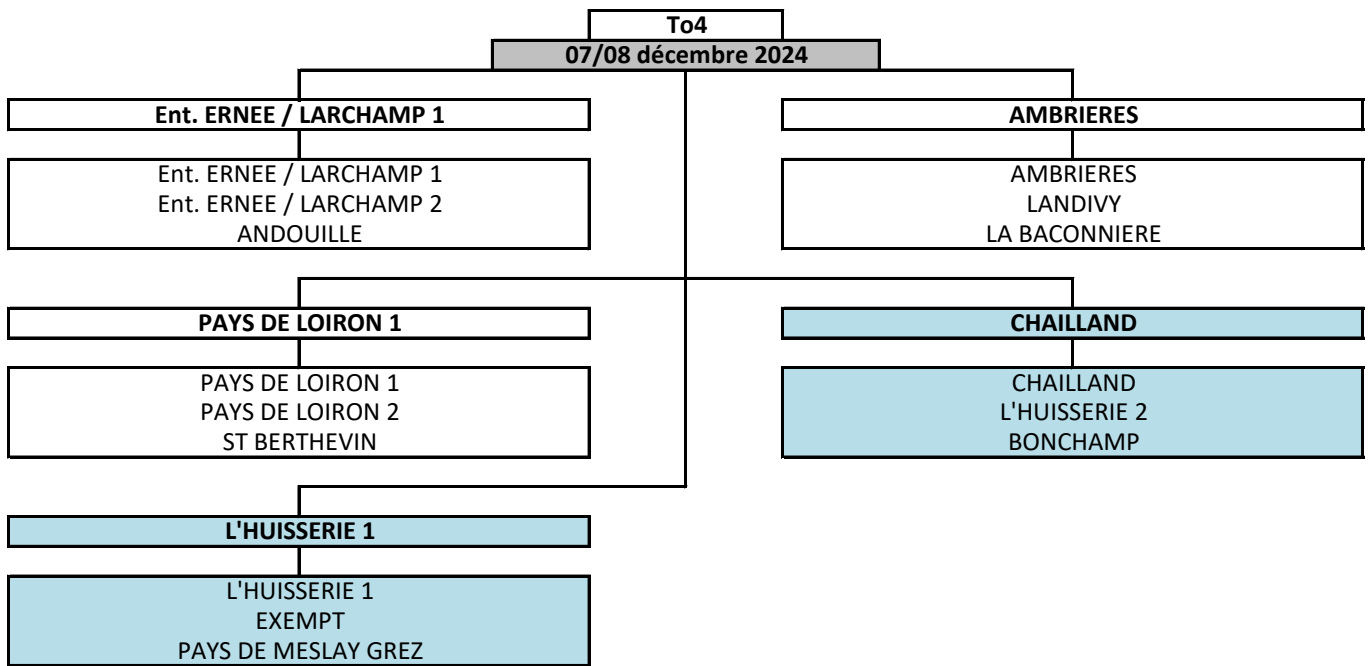 To4
07/08 décembre 2024
Ent. ERNEE / LARCHAMP 1
Ent. ERNEE / LARCHAMP 1
Ent. ERNEE / LARCHAMP 2
ANDOUILLE
AMBRIERES
AMBRIERES
LANDIVY
LA BACONNIERE
PAYS DE LOIRON 1
PAYS DE LOIRON 1
PAYS DE LOIRON 2
ST BERTHEVIN
CHAILLAND
CHAILLAND
L'HUISSERIE 2
BONCHAMP
L'HUISSERIE 1
L'HUISSERIE 1
EXEMPT
PAYS DE MESLAY GREZ